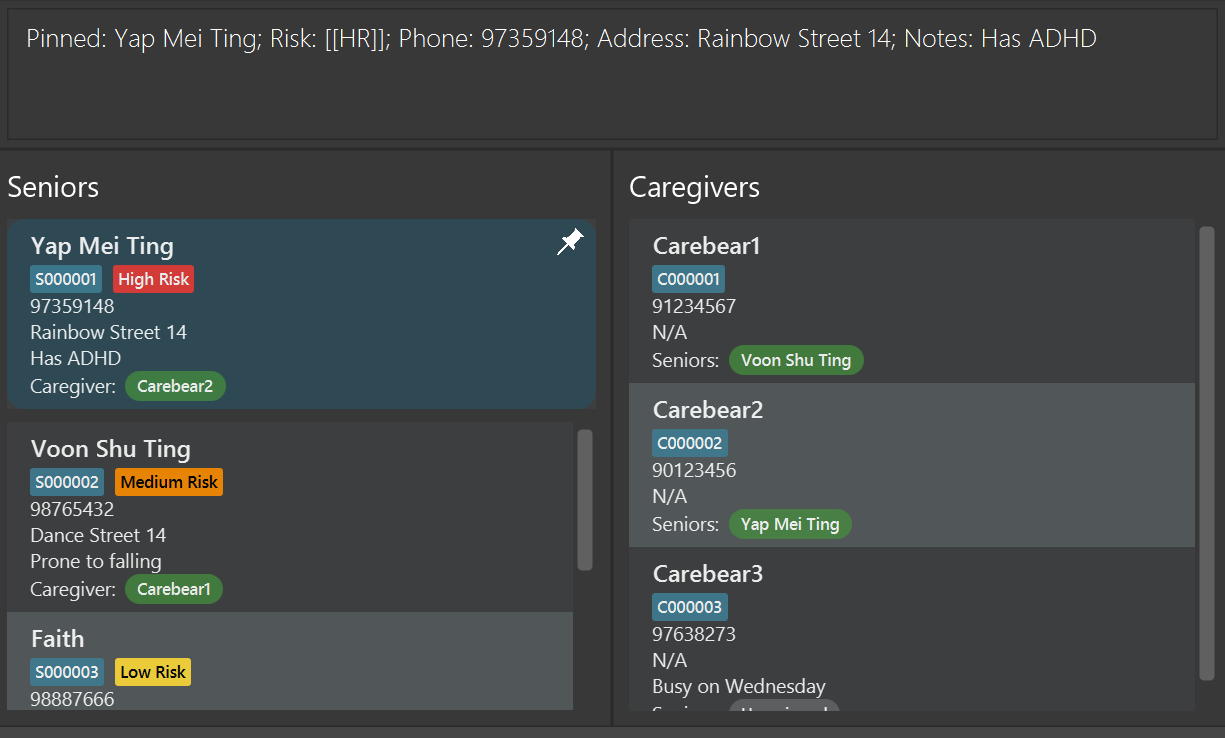 Pinned: Yap Mei Ting; Risk: [[HR]]; Phone: 97359148; Address: Rainbow Street 14; Notes: Has ADHD
Seniors
Yap Mei Ting
S000001 High Risk
97359148
Rainbow Street 14
Has ADHD
Caregiver: Carebear2
Voon Shu Ting
S000002 Medium Risk
98765432
Dance Street 14
Prone to falling
Caregiver: Carebear1
Faith
S000003 Low Risk
98887666
Caregivers
Carebear1
C000001
91234567
N/A
Seniors: Voon Shu Ting
Carebear2
C000002
90123456
N/A
Seniors: Yap Mei Ting
Carebear3
C000003
97638273
N/A
Busy on Wednesday